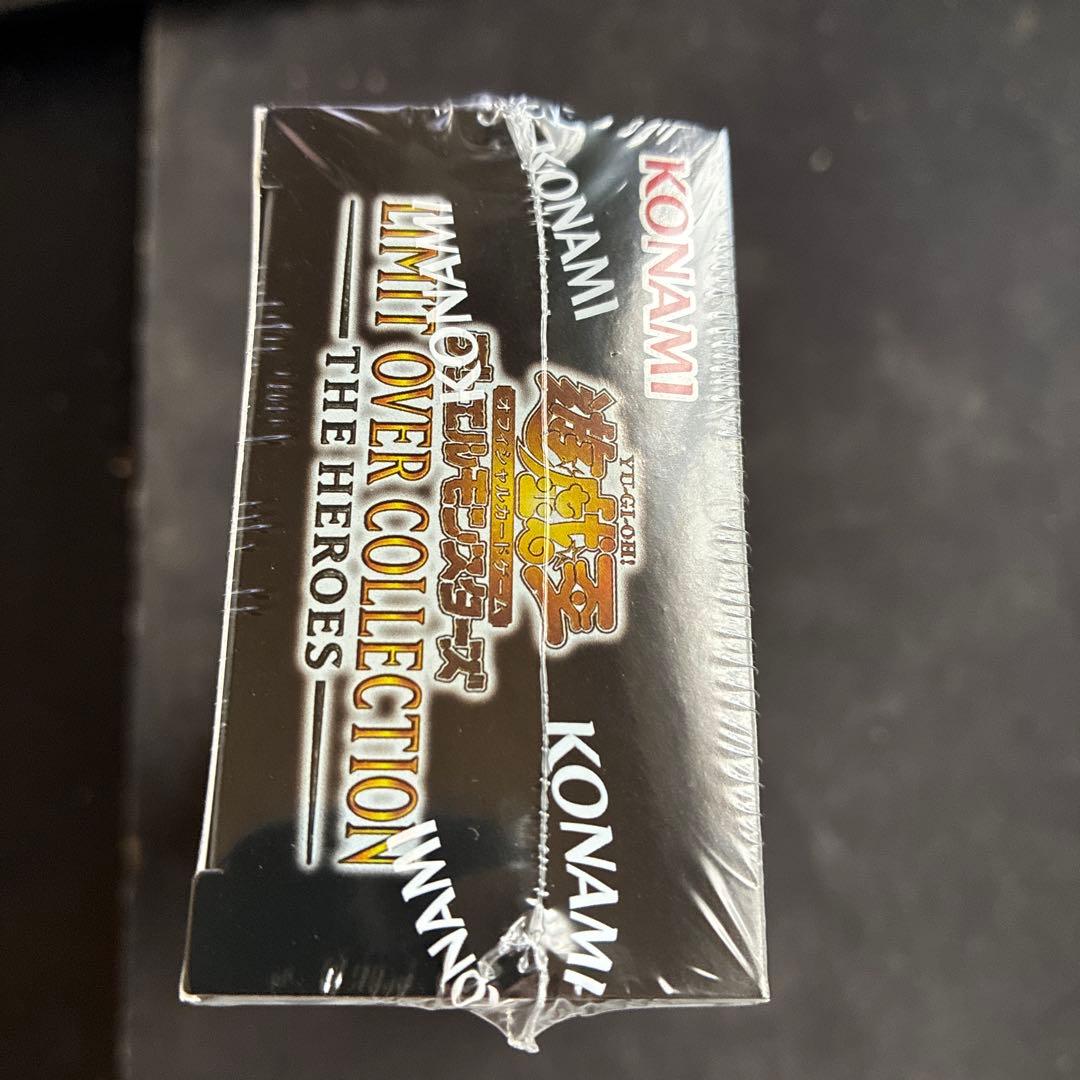 KONAMI
YU-GI-OH!
遊戯王
オフィシャルカードゲーム
デュエルモンスターズ
LIMIT OVER COLLECTION
THE HEROES
KONAMI
KONAMI
KONAMI
KONAMI